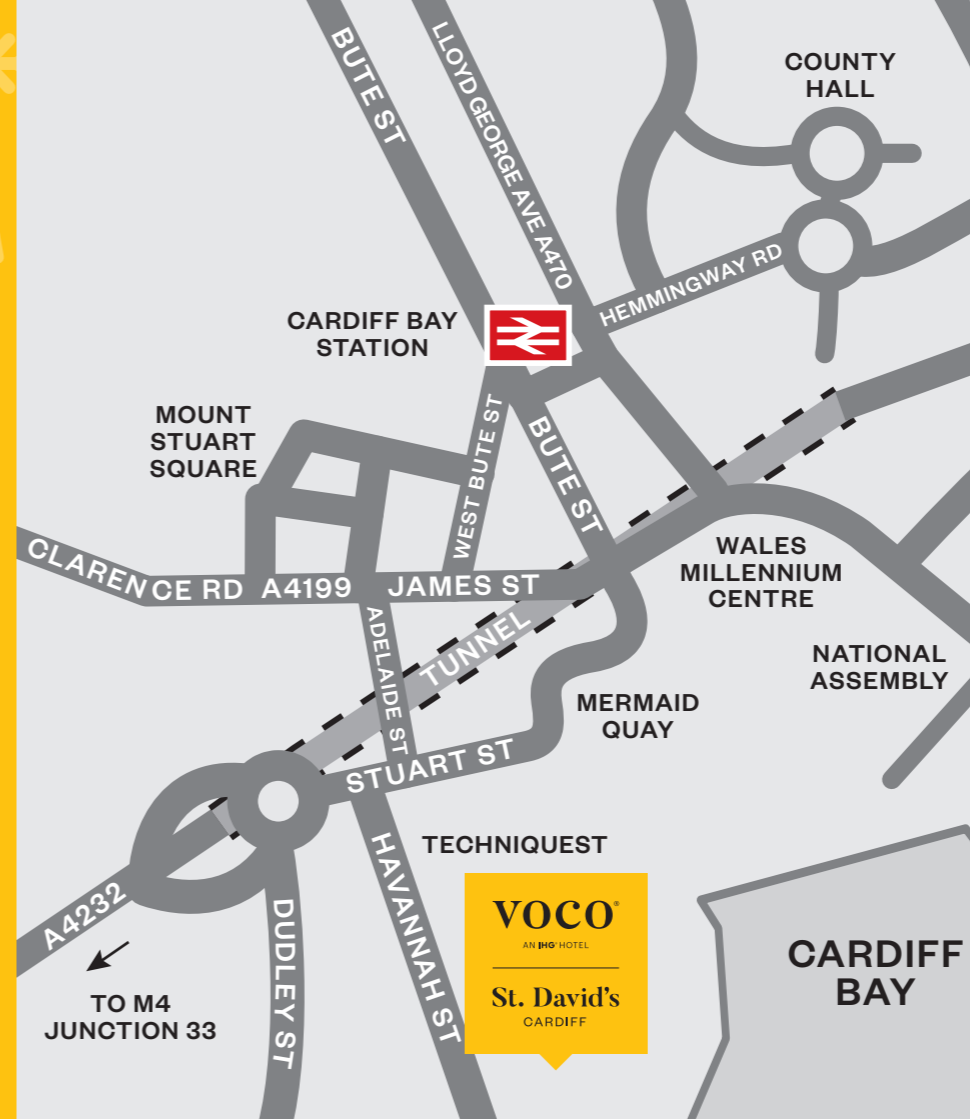 BUTE ST
LLOYD GEORGE AVE A470
COUNTY
HALL
HEMMINGWAY RD
CARDIFF BAY
STATION
MOUNT
STUART
SQUARE
WEST BUTE ST
BUTE ST
CLARENCE RD A4199 JAMES ST
WALES
MILLENNIUM
CENTRE
ADELAIDE ST
TUNNEL
NATIONAL
ASSEMBLY
MERMAID
QUAY
STUART ST
TECHNIQUEST
HAVANNAH ST
DUDLEY ST
A4232
TO M4
JUNCTION 33
VOCO®
AN IHG® HOTEL
St. David's
CARDIFF
CARDIFF
BAY